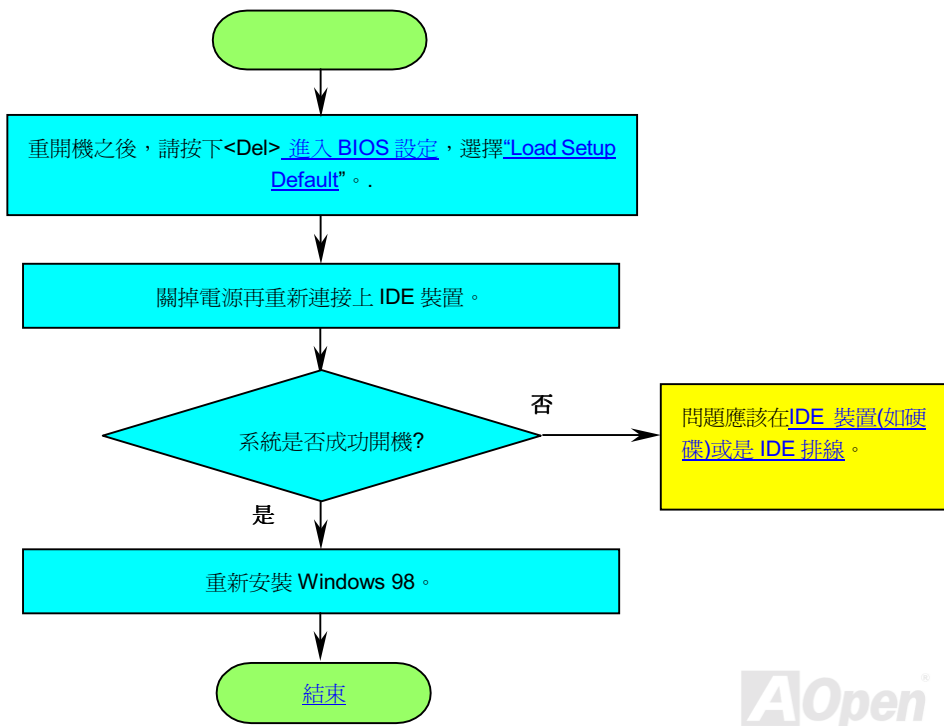 重開機之後，請按下<Del> 進入 BIOS 設定，選擇“Load Setup
Default”。.
關掉電源再重新連接上 IDE 裝置。
系統是否成功開機?
否
問題應該在IDE 裝置(如硬
碟)或是 IDE 排線。
是
重新安裝 Windows 98。
結束
AOpen®